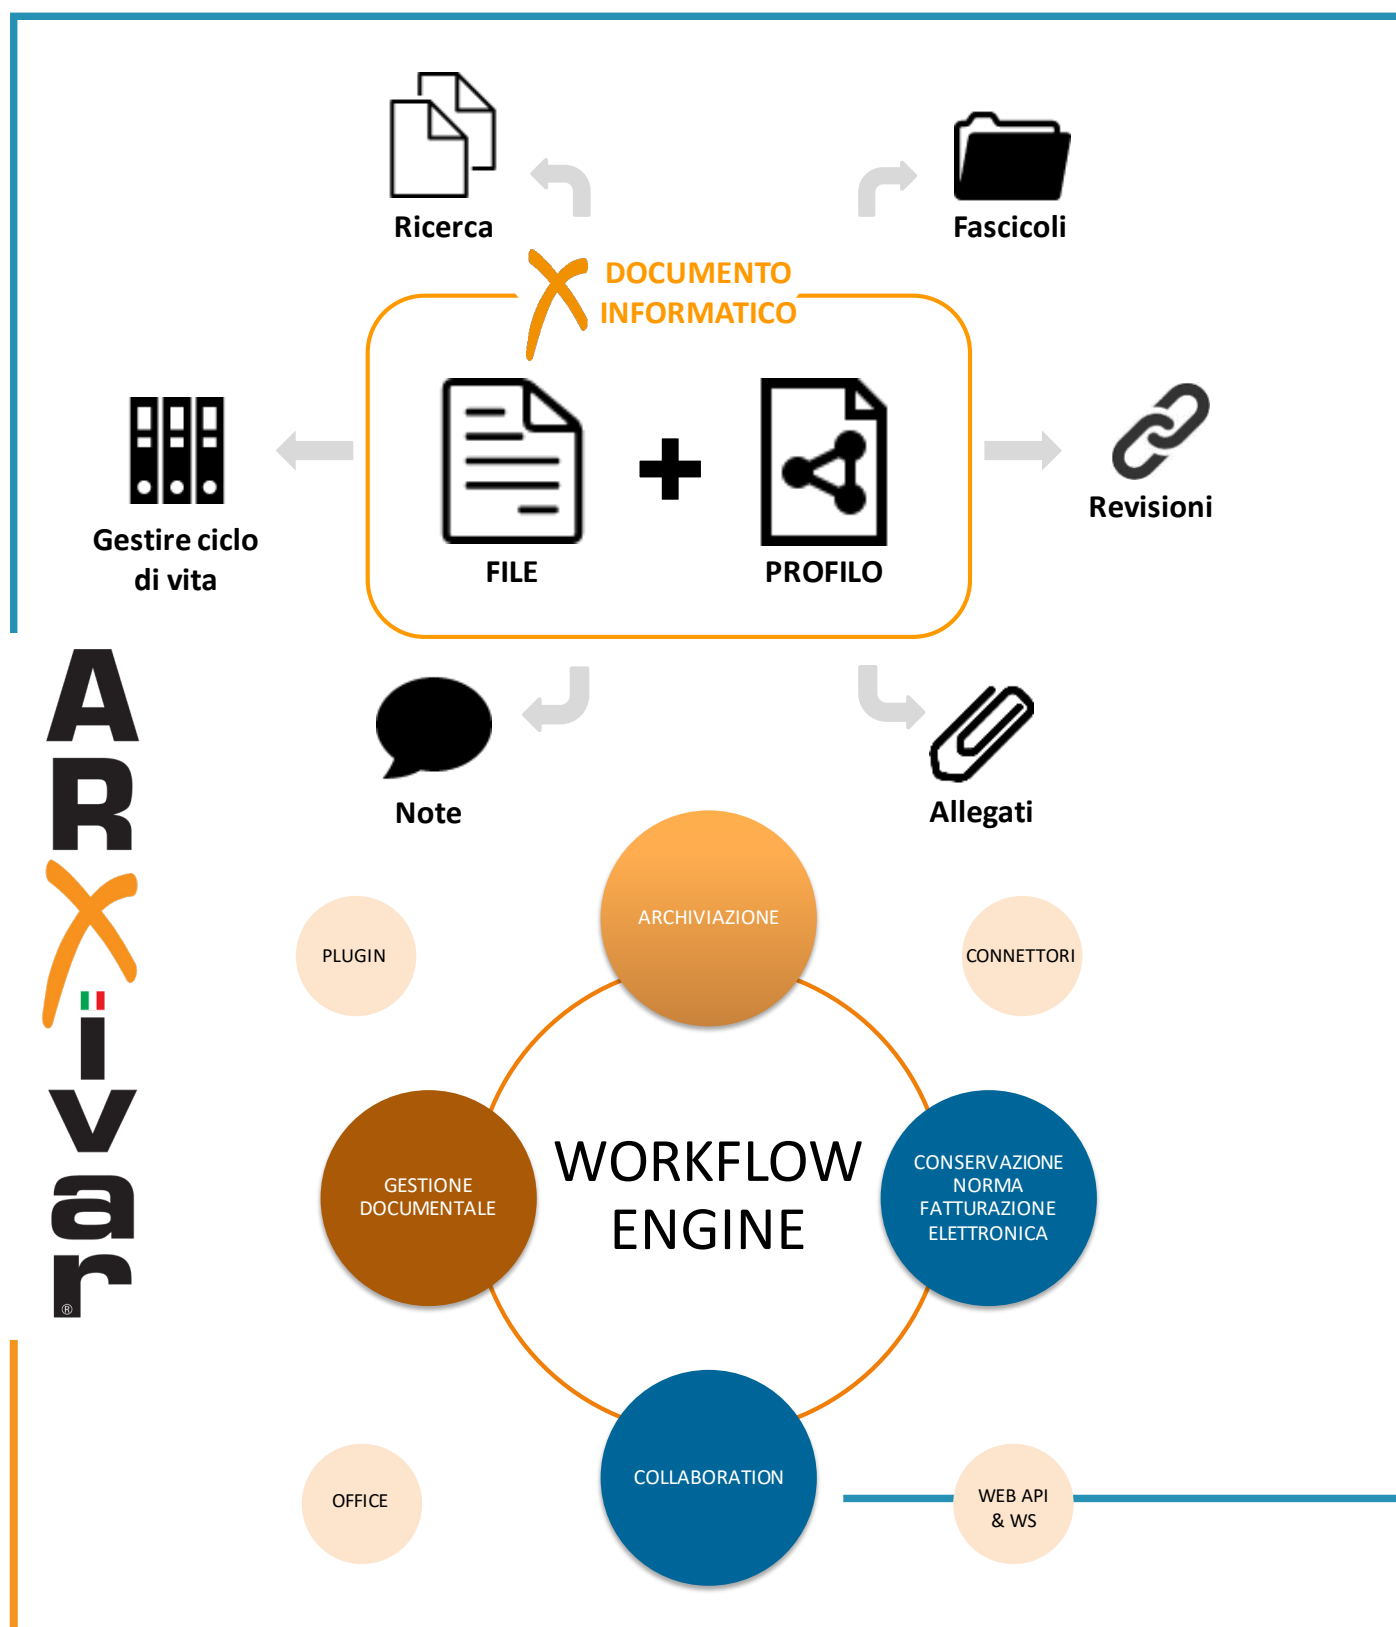 Ricerca
Fascicoli
DOCUMENTO
INFORMATICO
Gestire ciclo
di vita
FILE
PROFILO
Revisioni
Note
Allegati
ARXivar
®
ARCHIVIAZIONE
PLUGIN
CONNETTORI
GESTIONE
DOCUMENTALE
WORKFLOW
ENGINE
CONSERVAZIONE
NORMA
FATTURAZIONE
ELETTRONICA
COLLABORATION
OFFICE
WEB API
& WS